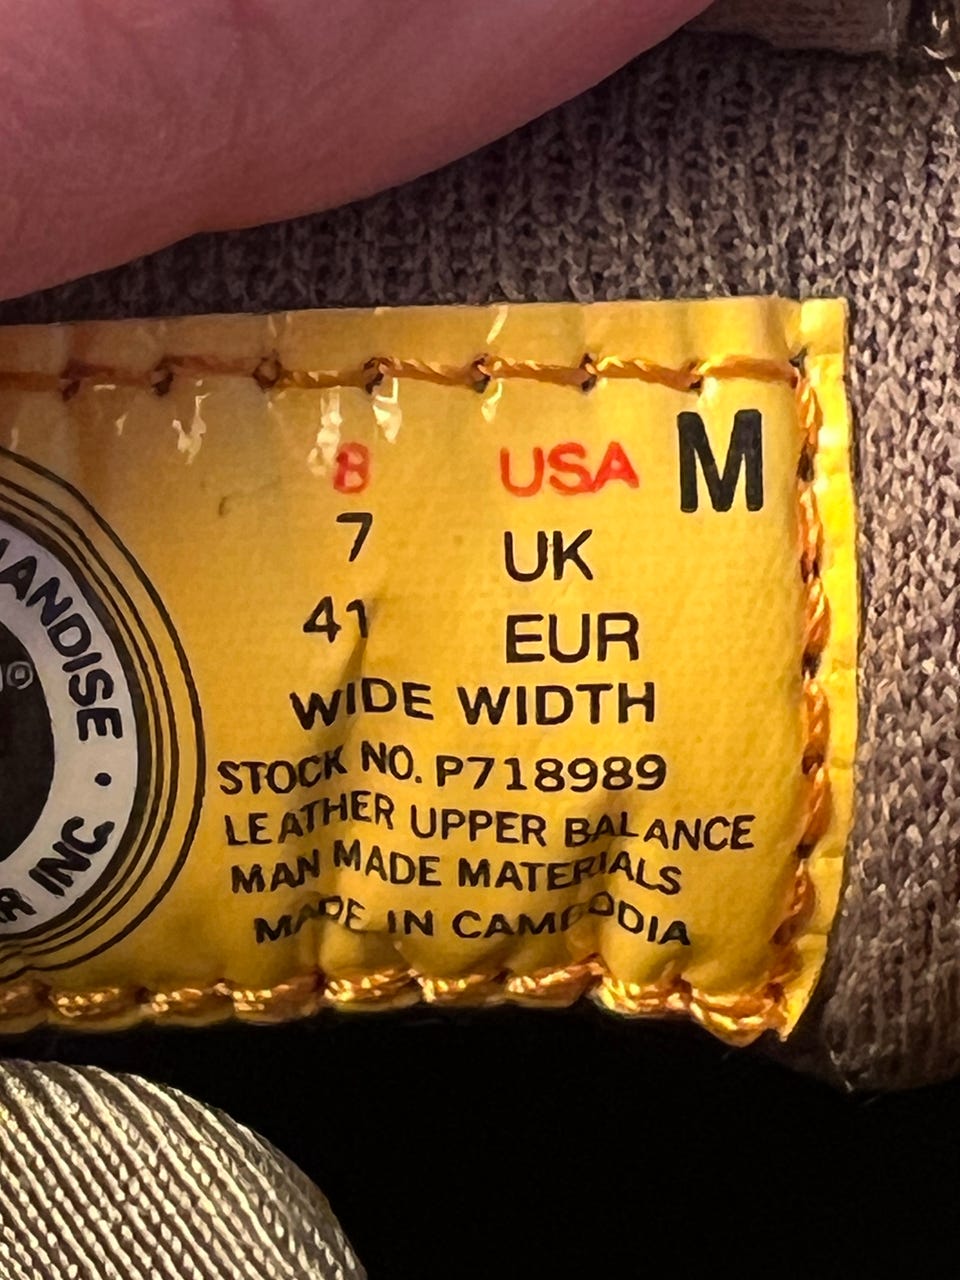 8 USA M
7 UK
41 EUR
WIDE WIDTH
STOCK NO. P718989
LEATHER UPPER BALANCE
MAN MADE MATERIALS
MADE IN CAMBODIA
INC